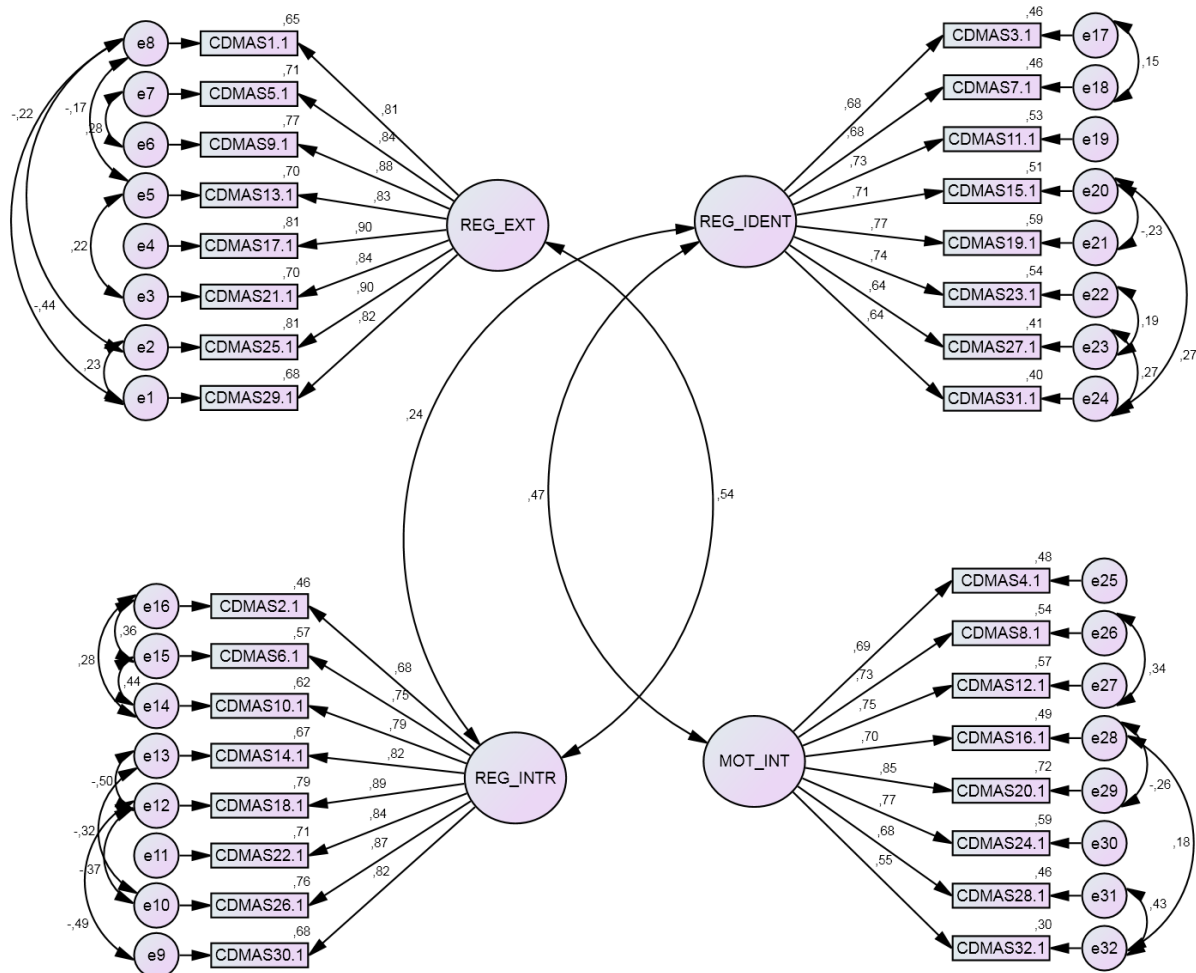 ,65
e8
CDMAS1.1
,71
e7
CDMAS5.1
,77
e6
CDMAS9.1
,70
e5
CDMAS13.1
,81
e4
CDMAS17.1
,70
e3
CDMAS21.1
,81
e2
CDMAS25.1
,68
e1
CDMAS29.1
-,22
-,17
,28
,22
-,44
,23
,81
,84
,88
,83
,90
,84
,90
,82
REG_EXT
,46
CDMAS3.1
e17
,46
CDMAS7.1
e18
,53
CDMAS11.1
e19
,51
CDMAS15.1
e20
,59
CDMAS19.1
e21
,54
CDMAS23.1
e22
,41
CDMAS27.1
e23
,40
CDMAS31.1
e24
,15
-,23
,19
,27
,27
,68
,68
,73
,71
,77
,74
,64
,64
REG_IDENT
,24
,47
,54
,46
e16
CDMAS2.1
,57
e15
CDMAS6.1
,62
e14
CDMAS10.1
,67
e13
CDMAS14.1
,79
e12
CDMAS18.1
,71
e11
CDMAS22.1
,76
e10
CDMAS26.1
,68
e9
CDMAS30.1
,36
,28
,44
-,50
-,32
-,37
-,49
,68
,75
,79
,82
,89
,84
,87
,82
REG_INTR
,48
CDMAS4.1
e25
,54
CDMAS8.1
e26
,57
CDMAS12.1
e27
,49
CDMAS16.1
e28
,72
CDMAS20.1
e29
,59
CDMAS24.1
e30
,46
CDMAS28.1
e31
,30
CDMAS32.1
e32
,34
-,26
,18
,43
,69
,73
,75
,70
,85
,77
,68
,55
MOT_INT